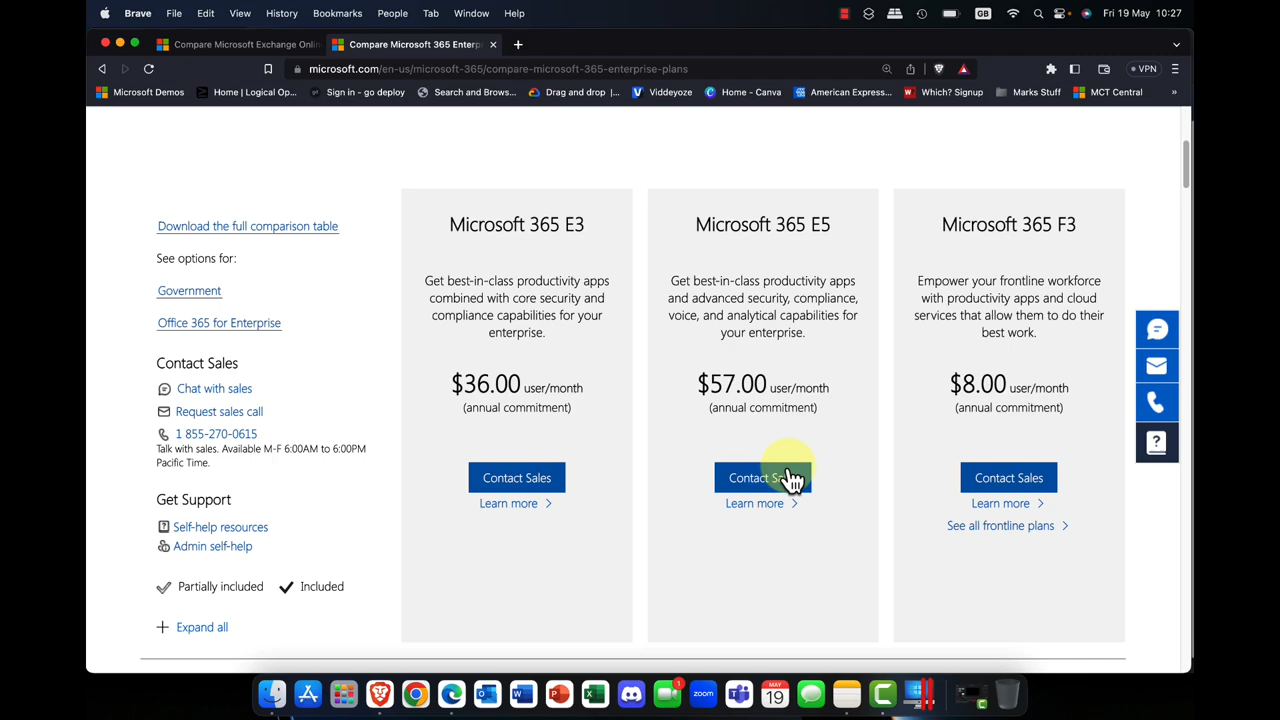 Brave File Edit View History Bookmarks People Tab Window Help
GB
Fri 19 May 10:27
Compare Microsoft Exchange Onlin
Compare Microsoft 365 Enterp
microsoft.com/en-us/microsoft-365/compare-microsoft-365-enterprise-plans
VPN
Microsoft Demos
Home | Logical Op...
Sign in - go deploy
Search and Brows...
Drag and drop |...
Viddeyoze
Home - Canva
American Express...
Which? Signup
Marks Stuff
MCT Central
»
Download the full comparison table
See options for:
Government
Office 365 for Enterprise
Contact Sales
Chat with sales
Request sales call
1 855-270-0615
Talk with sales. Available M-F 6:00AM to 6:00PM
Pacific Time.
Get Support
Self-help resources
Admin self-help
Partially included
Included
Expand all
Microsoft 365 E3
Get best-in-class productivity apps
combined with core security and
compliance capabilities for your
enterprise.
$36.00 user/month
(annual commitment)
Contact Sales
Learn more
Microsoft 365 E5
Get best-in-class productivity apps
and advanced security, compliance,
voice, and analytical capabilities for
your enterprise.
$57.00 user/month
(annual commitment)
Contact Sa
Learn more
Microsoft 365 F3
Empower your frontline workforce
with productivity apps and cloud
services that allow them to do their
best work.
$8.00 user/month
(annual commitment)
Contact Sales
Learn more
See all frontline plans
1
zoom
MAY
19